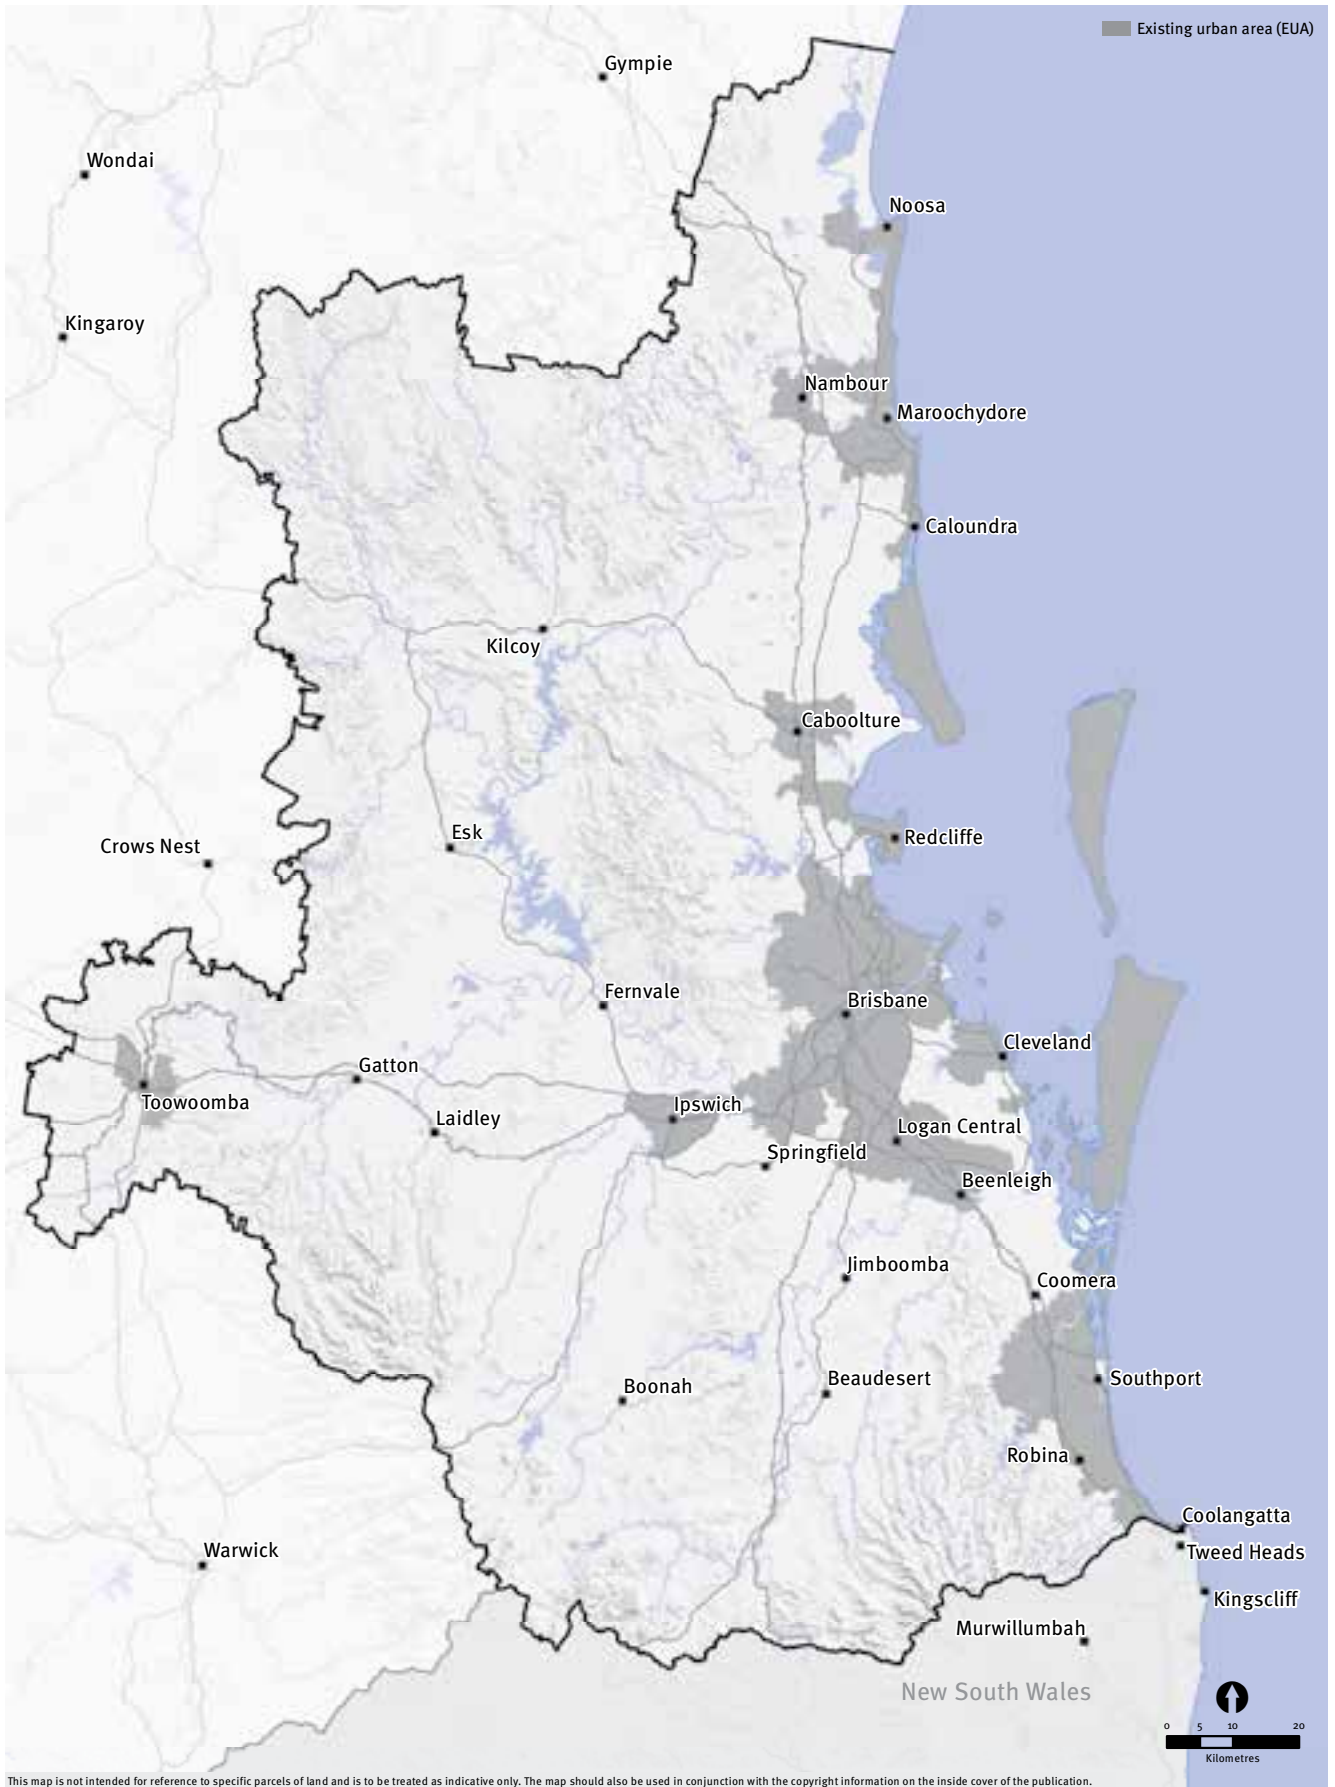 Existing urban area (EUA)
Gympie
Wondai
Noosa
Kingaroy
Nambour
Maroochydore
Caloundra
Kilcoy
Caboolture
Esk
Redcliffe
Crows Nest
Fernvale
Brisbane
Cleveland
Gatton
Toowoomba
Ipswich
Laidley
Logan Central
Springfield
Beenleigh
Jimboomba
Coomera
Boonah
Beaudesert
Southport
Robina
Coolangatta
Warwick
Tweed Heads
Kingscliff
Murwillumbah
New South Wales
0 5 10 20
Kilometres
This map is not intended for reference to specific parcels of land and is to be treated as indicative only. The map should also be used in conjunction with the copyright information on the inside cover of the publication.